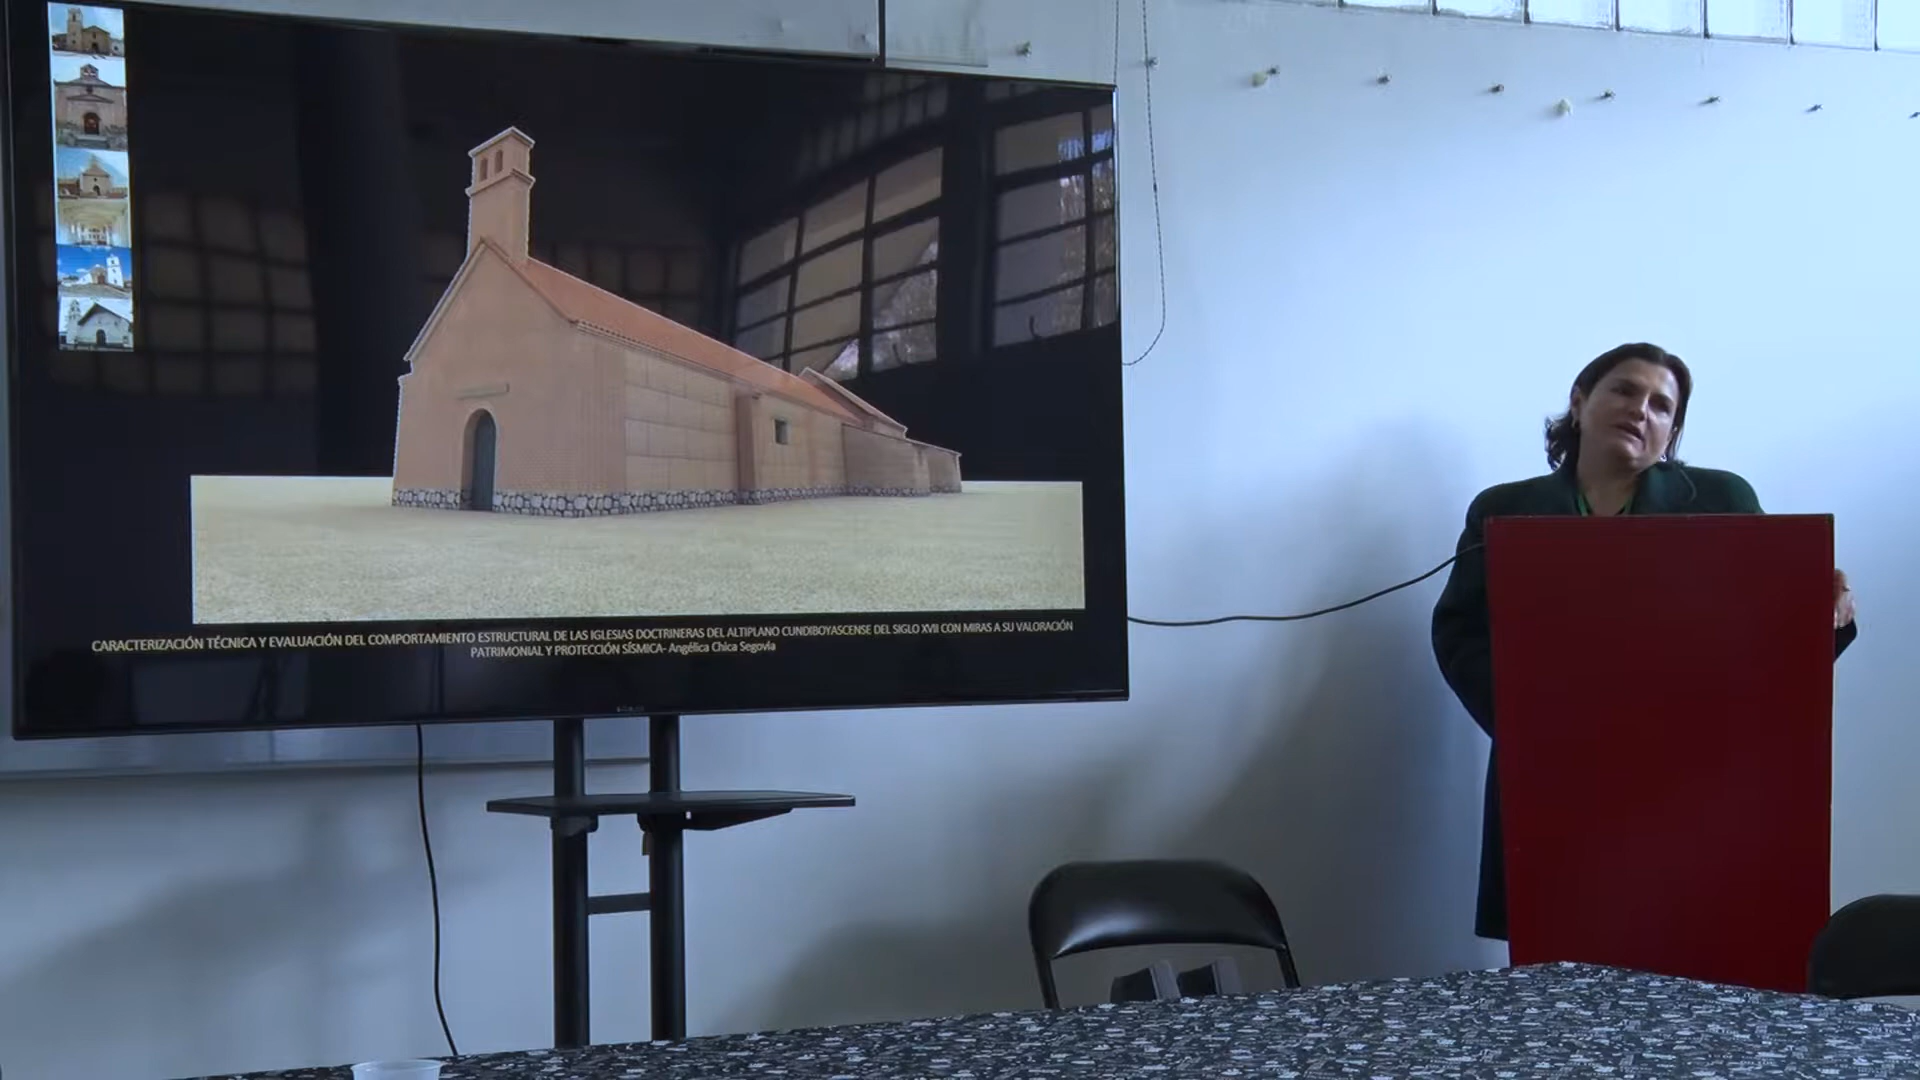 CARACTERIZACIÓN TÉCNICA Y EVALUACIÓN DEL COMPORTAMIENTO ESTRUCTURAL DE LAS IGLESIAS DOCTRINERAS DEL ALTIPLANO CUNDIBOYASCENSE DEL SIGLO XVII CON MIRAS A SU VALORACIÓN
PATRIMONIAL Y PROTECCIÓN SÍSMICA- Angélica Chica Segovia